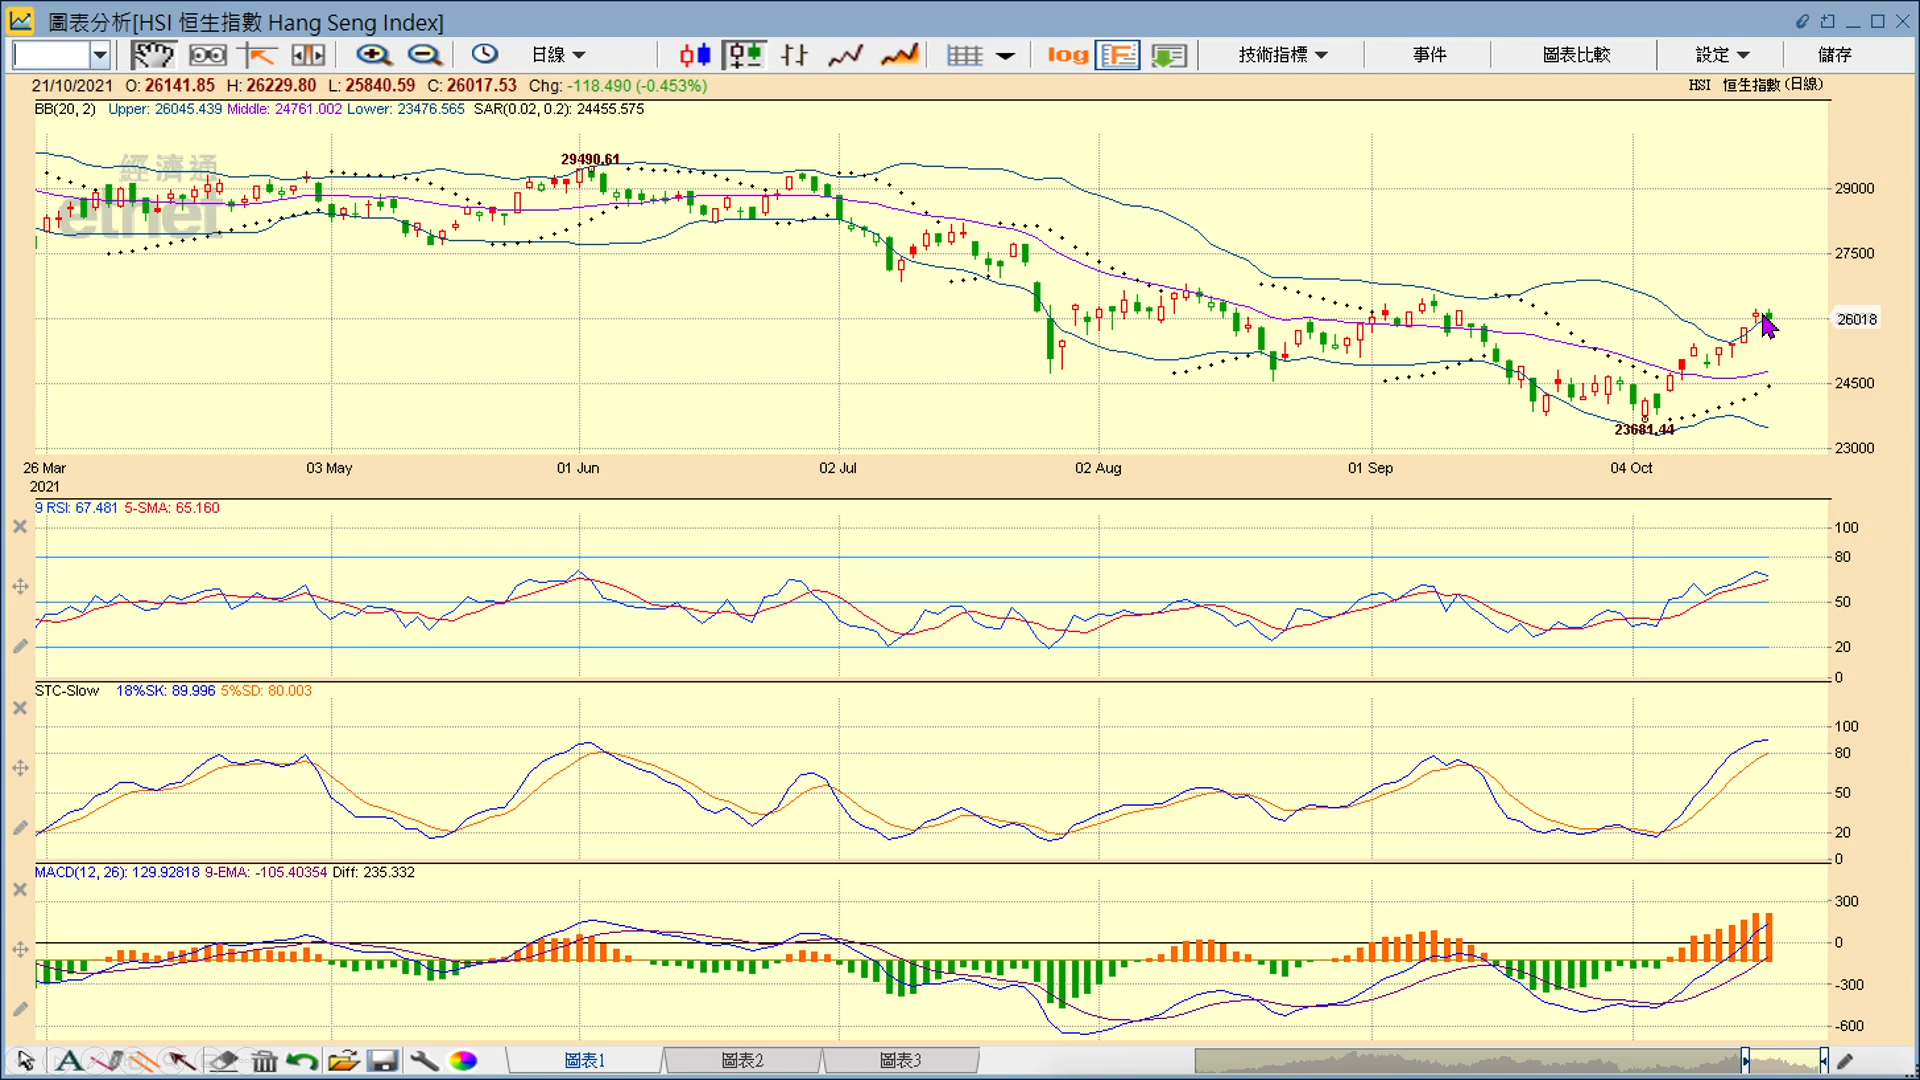 圖表分析[HSI 恒生指數 Hang Seng Index]
日線
log
技術指標
事件
圖表比較
設定
儲存
21/10/2021 O: 26141.85 H: 26229.80 L: 25840.59 C: 26017.53 Chg: -118.490 (-0.453%)
HSI 恒生指數 (日線)
BB(20, 2) Upper: 26045.439 Middle: 24761.002 Lower: 23476.565 SAR(0.02, 0.2): 24455.575
經濟通
etnet
29490.61
23681.44
29000
27500
26018
24500
23000
26 Mar 03 May 01 Jun 02 Jul 02 Aug 01 Sep 04 Oct
2021
9 RSI: 67.481 5-SMA: 65.160
100
80
50
20
0
STC-Slow 18%SK: 89.996 5%SD: 80.003
100
80
50
20
0
MACD(12, 26): 129.92818 9-EMA: -105.40354 Diff: 235.332
300
0
-300
-600
A
圖表1
圖表2
圖表3